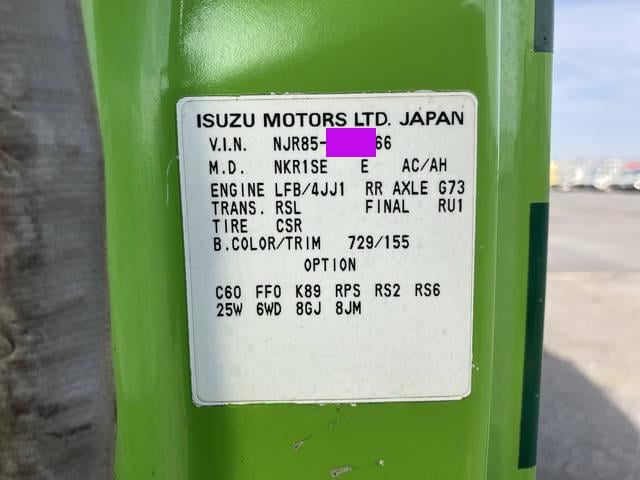 ISUZU MOTORS LTD. JAPAN
V.I.N. NJR85- 66
M.D. NKR1SE E AC/AH
ENGINE LFB/4JJ1 RR AXLE G73
TRANS. RSL FINAL RU1
TIRE CSR
B.COLOR/TRIM 729/155
OPTION
C60 FF0 K89 RPS RS2 RS6
25W 6WD 8GJ 8JM